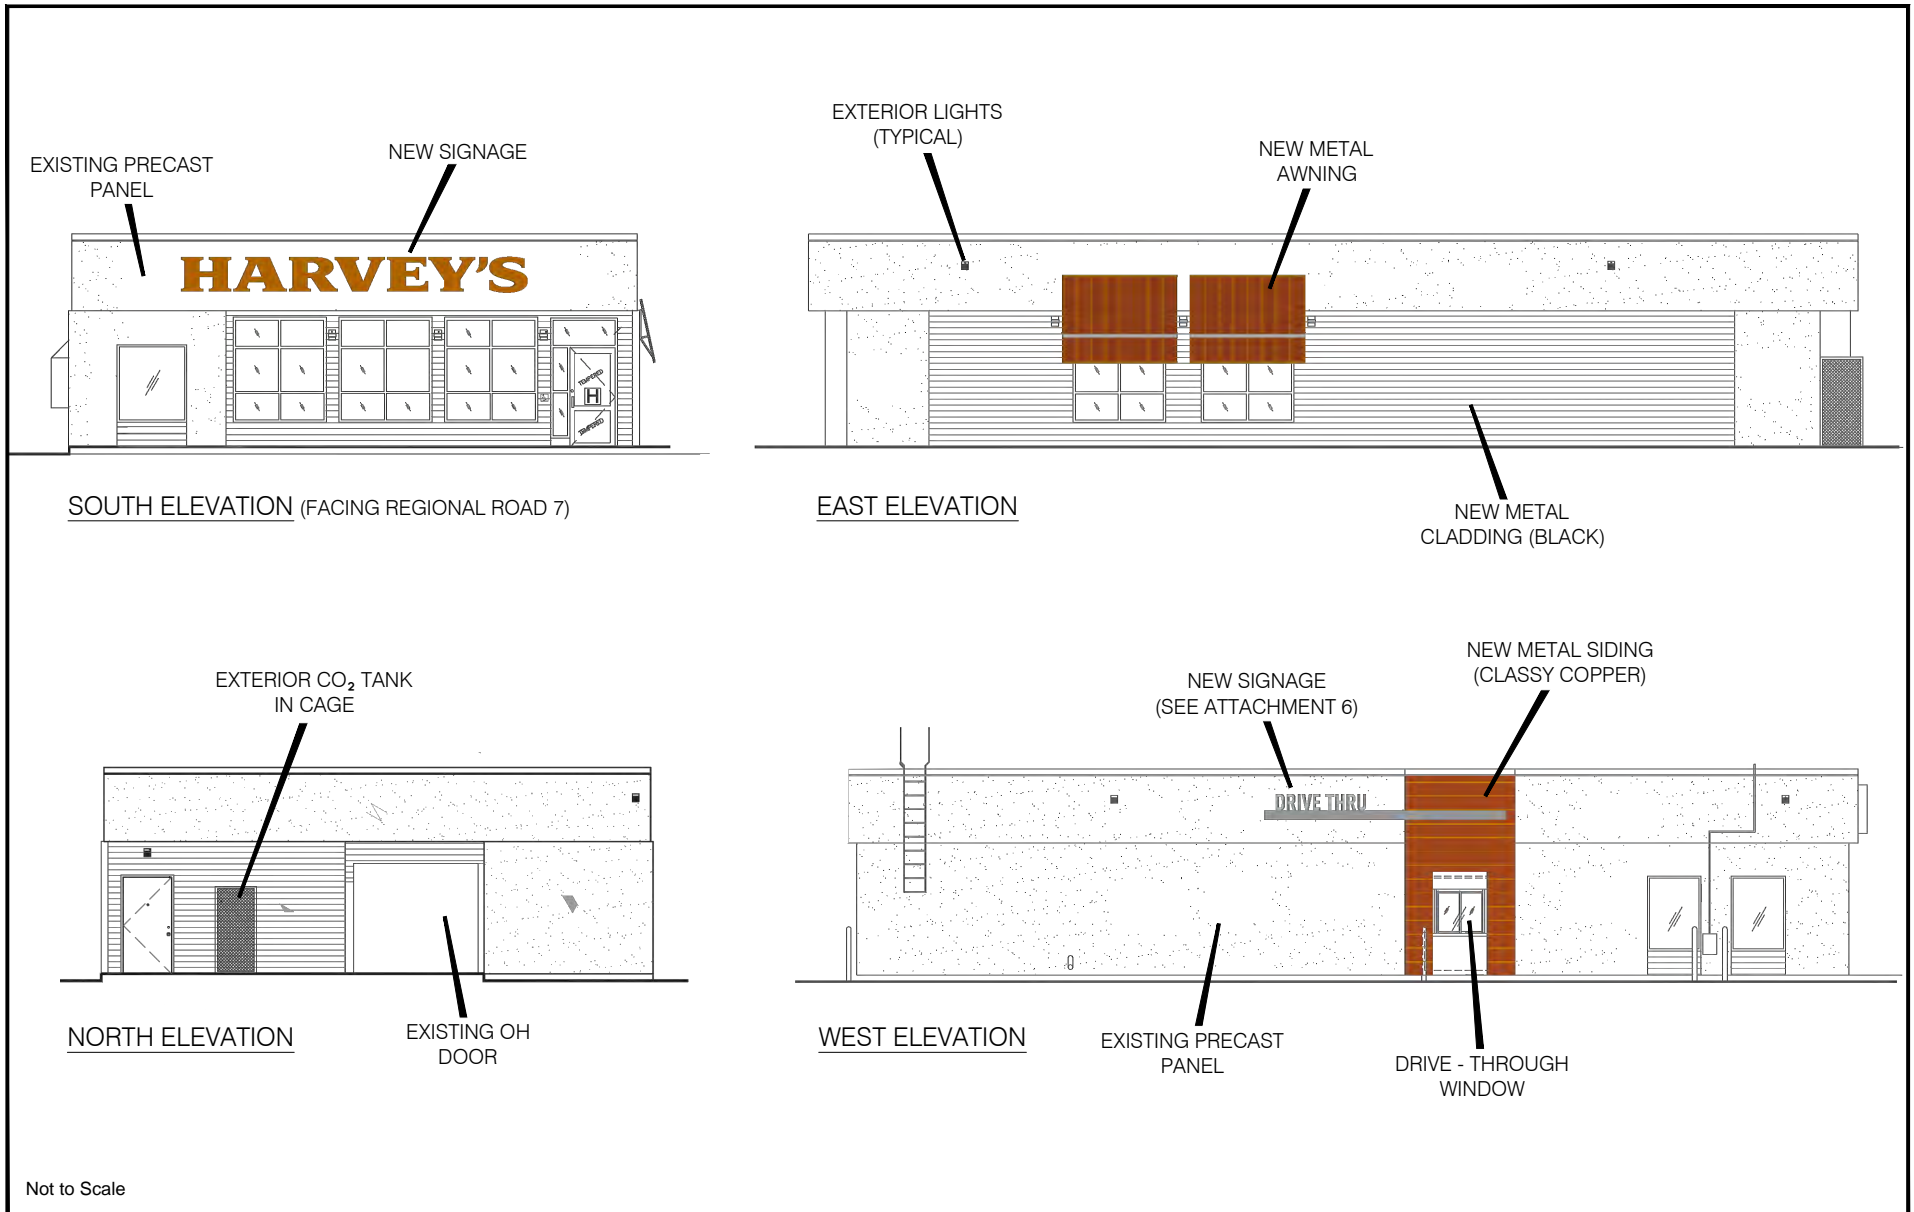 EXISTING PRECAST
PANEL
NEW SIGNAGE
HARVEY'S
TEMPERED
H
TEMPERED
SOUTH ELEVATION (FACING REGIONAL ROAD 7)
EXTERIOR LIGHTS
(TYPICAL)
NEW METAL
AWNING
EAST ELEVATION
NEW METAL
CLADDING (BLACK)
EXTERIOR CO₂ TANK
IN CAGE
NORTH ELEVATION
EXISTING OH
DOOR
NEW SIGNAGE
(SEE ATTACHMENT 6)
NEW METAL SIDING
(CLASSY COPPER)
DRIVE THRU
WEST ELEVATION
EXISTING PRECAST
PANEL
DRIVE - THROUGH
WINDOW
Not to Scale